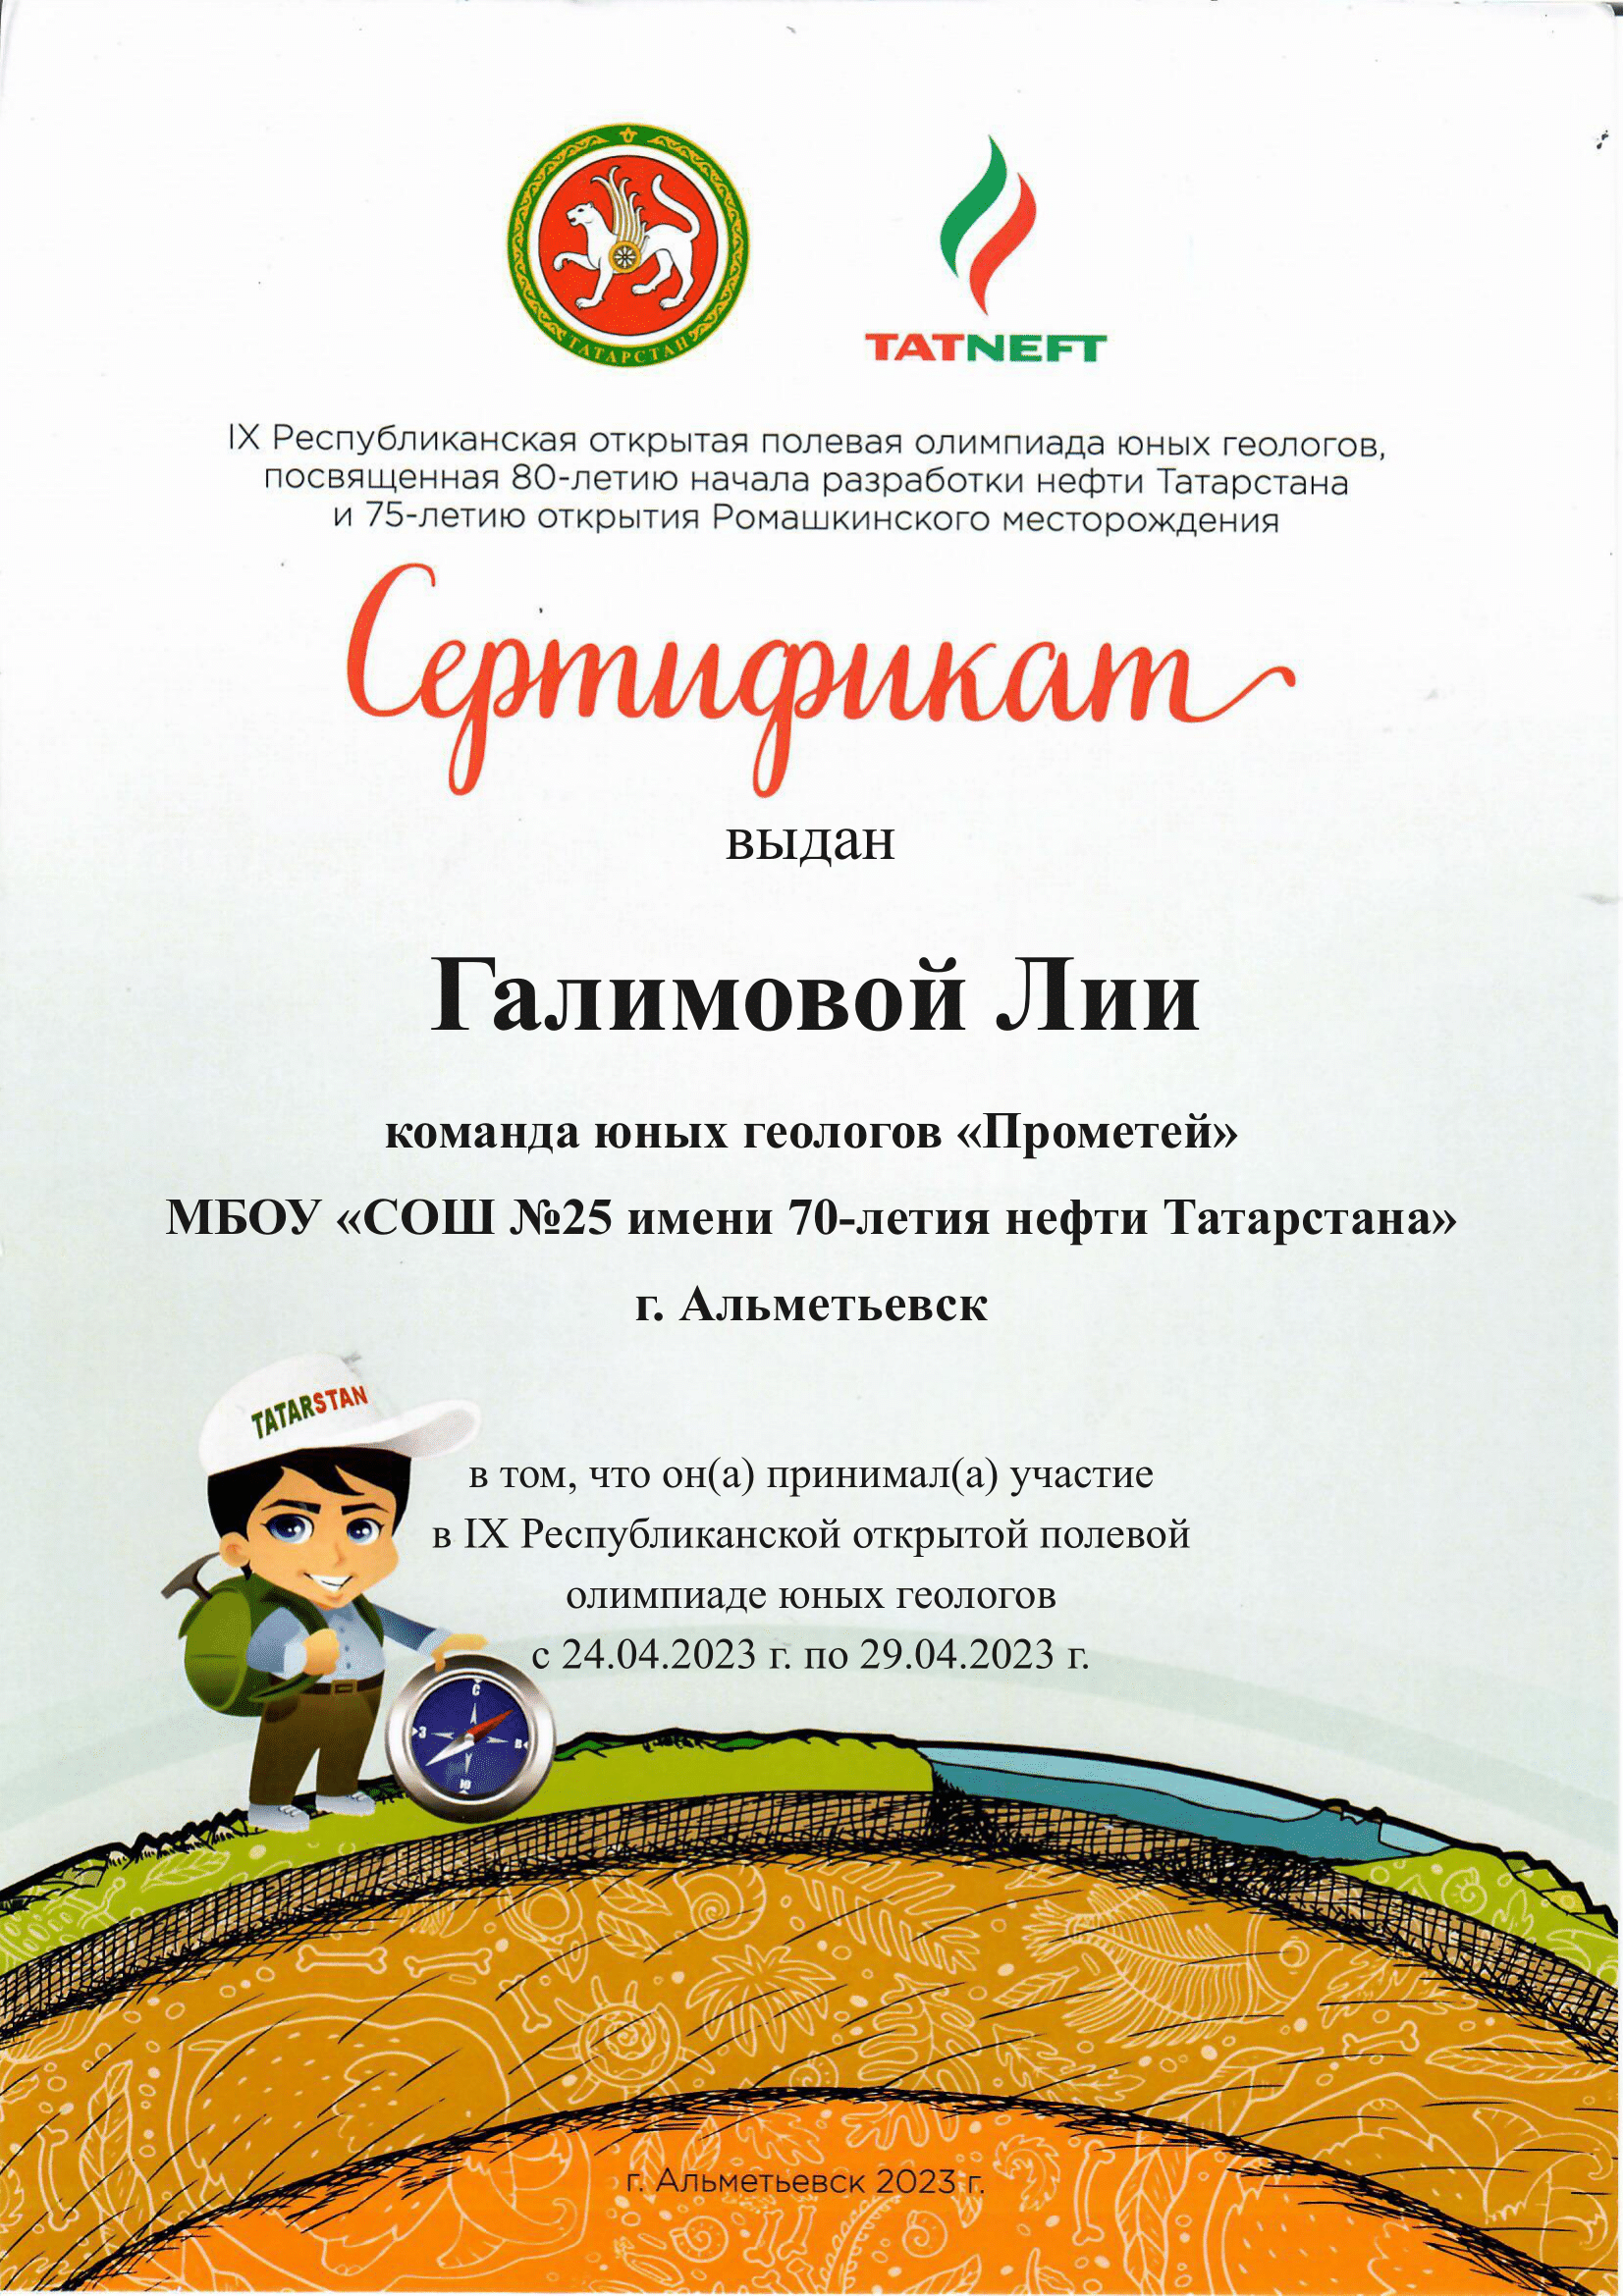 ТАТАРСТАН
TATNEFT
IX Республиканская открытая полевая олимпиада юных геологов,
посвященная 80-летию начала разработки нефти Татарстана
и 75-летию открытия Ромашкинского месторождения
Сертификат
выдан
Галимовой Лии
команда юных геологов «Прометей»
МБОУ «СОШ №25 имени 70-летия нефти Татарстана»
г. Альметьевск
TATARSTAN
в том, что он(а) принимал(а) участие
в IX Республиканской открытой полевой
олимпиаде юных геологов
с 24.04.2023 г. по 29.04.2023 г.
С
З
В
Ю
г. Альметьевск 2023 г.